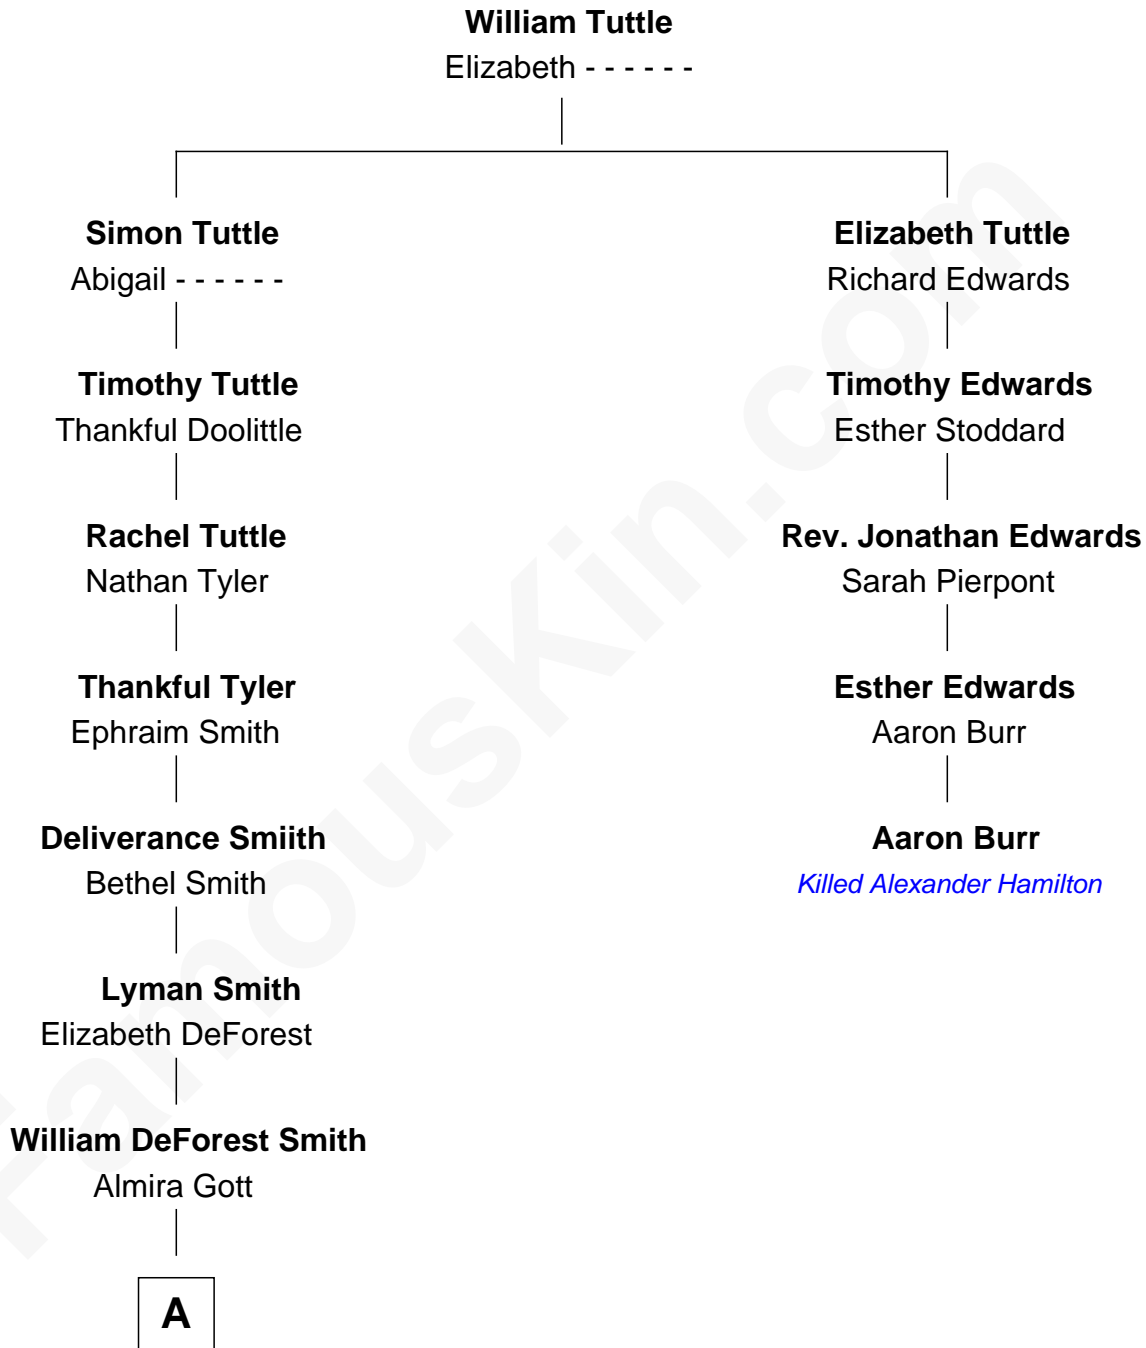 William Tuttle
Elizabeth - - - - - -
Simon Tuttle
Abigail - - - - - -
Timothy Tuttle
Thankful Doolittle
Rachel Tuttle
Nathan Tyler
Thankful Tyler
Ephraim Smith
Deliverance Smiith
Bethel Smith
Lyman Smith
Elizabeth DeForest
William DeForest Smith
Almira Gott
A
Elizabeth Tuttle
Richard Edwards
Timothy Edwards
Esther Stoddard
Rev. Jonathan Edwards
Sarah Pierpont
Esther Edwards
Aaron Burr
Aaron Burr
Killed Alexander Hamilton
FamousKin.com